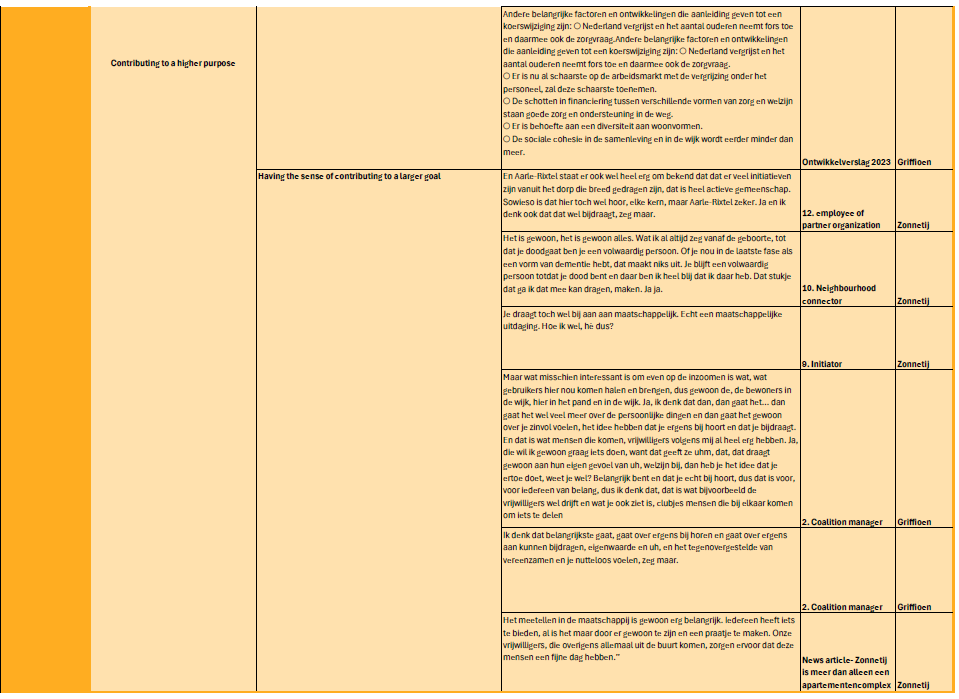 Andere belangrijke factoren en ontwikkelingen die aanleiding geven tot een
koerswijziging zijn: ○ Nederland vergrijst en het aantal ouderen neemt fors toe
en daarmee ook de zorgvraag.Andere belangrijke factoren en ontwikkelingen
die aanleiding geven tot een koerswijziging zijn: ○ Nederland vergrijst en het
aantal ouderen neemt fors toe en daarmee ook de zorgvraag.
○ Er is nu al schaarste op de arbeidsmarkt met de vergrijzing onder het
personeel, zal deze schaarste toenemen.
○ De schotten in financiering tussen verschillende vormen van zorg en welzijn
staan goede zorg en ondersteuning in de weg.
○ Er is behoefte aan een diversiteit aan woonvormen.
○ De sociale cohesie in de samenleving en in de wijk wordt eerder minder dan
meer.
Contributing to a higher purpose
Ontwikkelverslag 2023
Griffioen
Having the sense of contributing to a larger goal
En Aarle-Rixtel staat er ook wel heel erg om bekend dat dat er veel initiatieven
zijn vanuit het dorp die breed gedragen zijn, dat is heel actieve gemeenschap.
Sowieso is dat hier toch wel hoor, elke kern, maar Aarle-Rixtel zeker. Ja en ik
denk ook dat dat wel bijdraagt, zeg maar.
12. employee of
partner organization
Zonnetij
Het is gewoon, het is gewoon alles. Wat ik al altijd zeg vanaf de geboorte, tot
dat je doodgaat ben je een volwaardig persoon. Of je nou in de laatste fase als
een vorm van dementie hebt, dat maakt niks uit. Je blijft een volwaardig
persoon totdat je dood bent en daar ben ik heel blij dat ik daar heb. Dat stukje
dat ga ik dat mee kan dragen, maken. Ja ja.
10. Neighbourhood
connector
Zonnetij
Je draagt toch wel bij aan aan maatschappelijk. Echt een maatschappelijke
uitdaging. Hoe ik wel, hè dus?
9. Initiator
Zonnetij
Maar wat misschien interessant is om even op de inzoomen is wat, wat
gebruikers hier nou komen halen en brengen, dus gewoon de, de bewoners in
de wijk, hier in het pand en in de wijk. Ja, ik denk dat dan, dan gaat het... dan
gaat het wel veel meer over de persoonlijke dingen en dan gaat het gewoon
over je zinvol voelen, het idee hebben dat je ergens bij hoort en dat je bijdraagt.
En dat is wat mensen die komen, vrijwilligers volgens mij al heel erg hebben. Ja,
die wil ik gewoon graag iets doen, want dat geeft ze uhm, dat, dat draagt
gewoon aan hun eigen gevoel van uh, welzijn bij, dan heb je het idee dat je
ertoe doet, weet je wel? Belangrijk bent en dat je echt bij hoort, dus dat is voor,
voor iedereen van belang, dus ik denk dat, dat is wat bijvoorbeeld de
vrijwilligers wel drijft en wat je ook ziet is, clubjes mensen die bij elkaar komen
om iets te delen
2. Coalition manager
Griffioen
Ik denk dat belangrijkste gaat, gaat over ergens bij horen en gaat over ergens
aan kunnen bijdragen, eigenwaarde en uh, en het tegenovergestelde van
vereenzamen en je nutteloos voelen, zeg maar.
2. Coalition manager
Griffioen
Het meetellen in de maatschappij is gewoon erg belangrijk. Iedereen heeft iets
te bieden, al is het maar door er gewoon te zijn en een praatje te maken. Onze
vrijwilligers, die overigens allemaal uit de buurt komen, zorgen ervoor dat deze
mensen een fijne dag hebben.”
News article- Zonnetij
is meer dan alleen een
apartementencomplex
Zonnetij